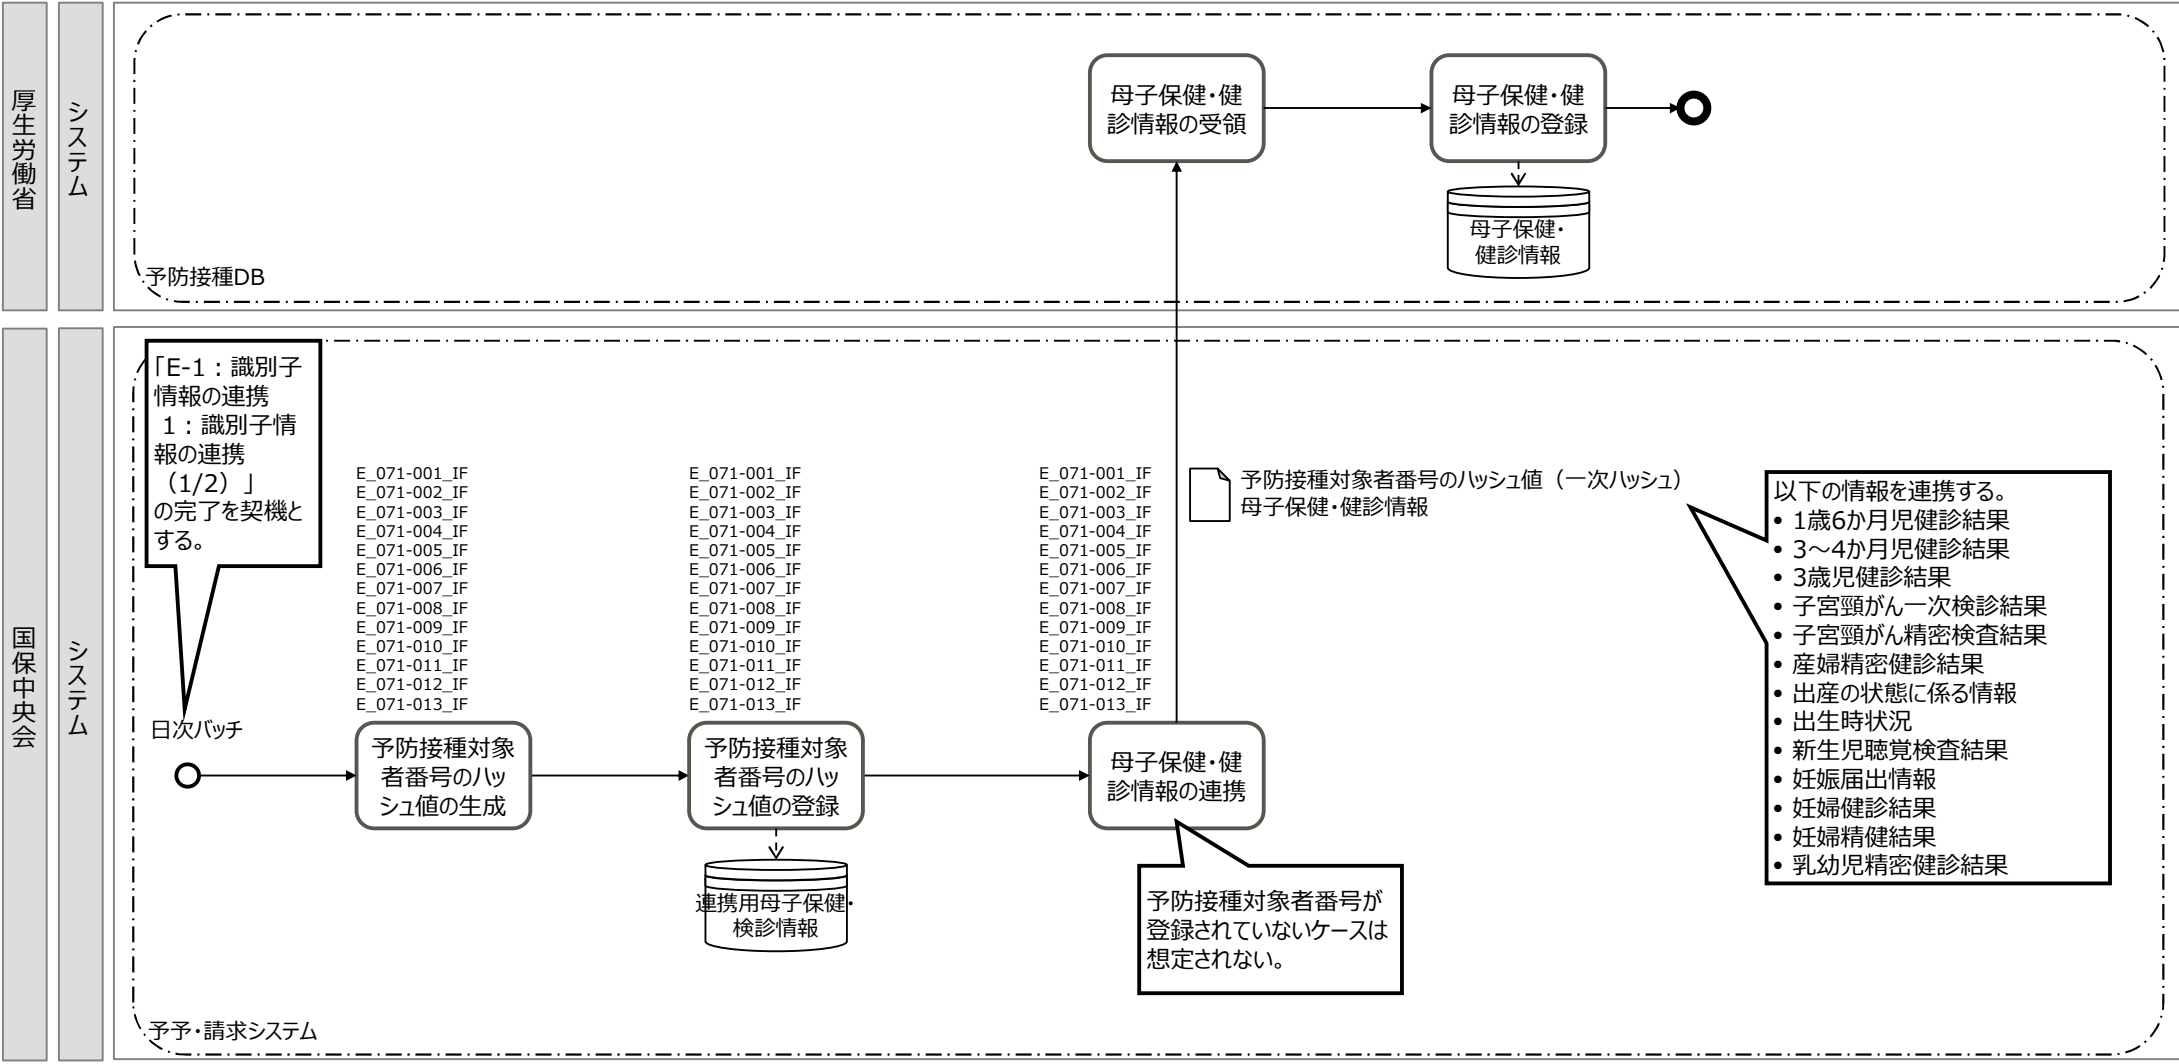 厚生労働省
システム
母子保健・健
診情報の受領
母子保健・健
診情報の登録
母子保健・
健診情報
予防接種DB
国保中央会
システム
「E-1：識別子
情報の連携
1：識別子情
報の連携
（1/2）」
の完了を契機と
する。
日次バッチ
E_071-001_IF
E_071-002_IF
E_071-003_IF
E_071-004_IF
E_071-005_IF
E_071-006_IF
E_071-007_IF
E_071-008_IF
E_071-009_IF
E_071-010_IF
E_071-011_IF
E_071-012_IF
E_071-013_IF
予防接種対象
者番号のハッ
シュ値の生成
E_071-001_IF
E_071-002_IF
E_071-003_IF
E_071-004_IF
E_071-005_IF
E_071-006_IF
E_071-007_IF
E_071-008_IF
E_071-009_IF
E_071-010_IF
E_071-011_IF
E_071-012_IF
E_071-013_IF
予防接種対象
者番号のハッ
シュ値の登録
連携用母子保健・
検診情報
E_071-001_IF
E_071-002_IF
E_071-003_IF
E_071-004_IF
E_071-005_IF
E_071-006_IF
E_071-007_IF
E_071-008_IF
E_071-009_IF
E_071-010_IF
E_071-011_IF
E_071-012_IF
E_071-013_IF
母子保健・健
診情報の連携
予防接種対象者番号のハッシュ値（一次ハッシュ）
母子保健・健診情報
予防接種対象者番号が
登録されていないケースは
想定されない。
以下の情報を連携する。
• 1歳6か月児健診結果
• 3～4か月児健診結果
• 3歳児健診結果
• 子宮頸がん一次検診結果
• 子宮頸がん精密検査結果
• 産婦精密健診結果
• 出産の状態に係る情報
• 出生時状況
• 新生児聴覚検査結果
• 妊娠届出情報
• 妊婦健診結果
• 妊婦精健結果
• 乳幼児精密健診結果
予予・請求システム